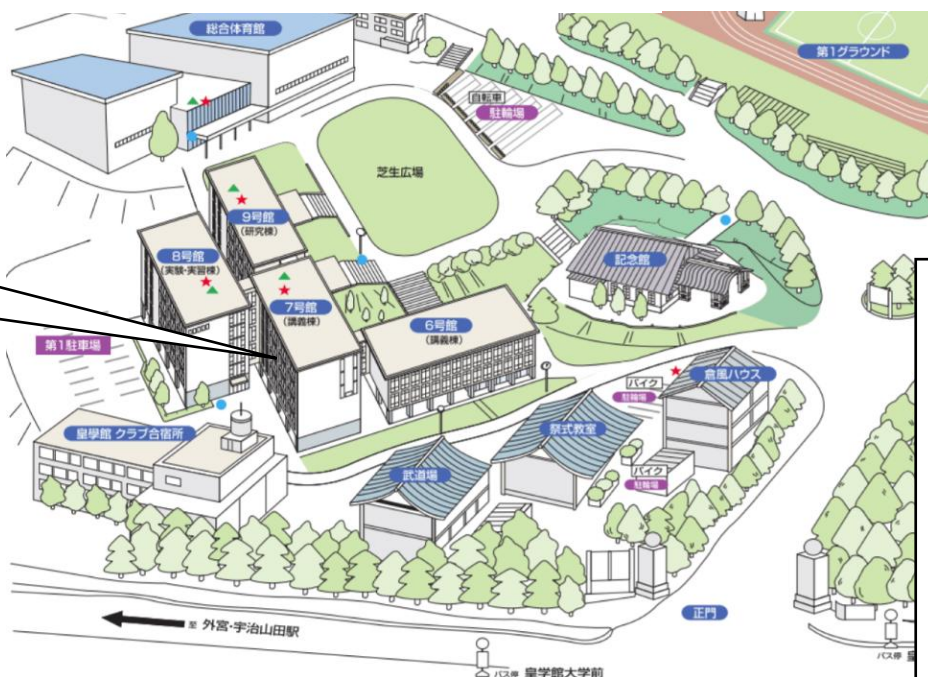 総合体育館
第1グラウンド
自転車
駐輪場
芝生広場
9号館
(研究棟)
8号館
(実験・実習棟)
7号館
(講義棟)
記念館
6号館
(講義棟)
第1駐車場
倉風ハウス
バイク
駐輪場
皇學館 クラブ合宿所
祭式教室
武道場
バイク
駐輪場
正門
至 外宮・宇治山田駅
バス停 皇学館大学前
バス停